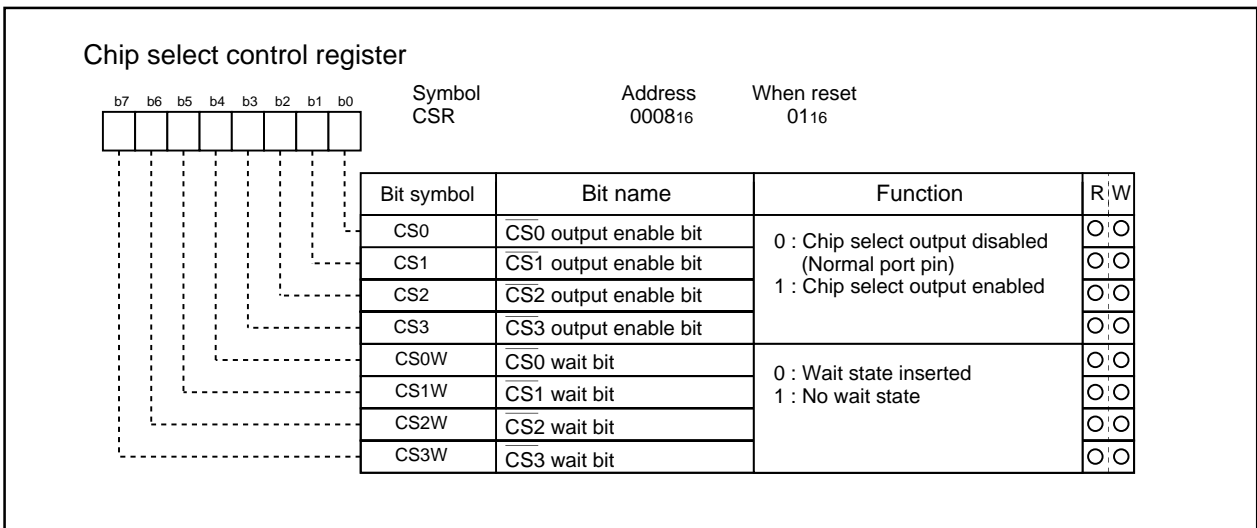 Chip select control register
b7 b6 b5 b4 b3 b2 b1 b0
Symbol Address When reset
CSR 000816 0116
Bit symbol Bit name Function R W
CS0 CS0 output enable bit
CS1 CS1 output enable bit
CS2 CS2 output enable bit
CS3 CS3 output enable bit
0 : Chip select output disabled
(Normal port pin)
1 : Chip select output enabled
CS0W CS0 wait bit
CS1W CS1 wait bit
CS2W CS2 wait bit
CS3W CS3 wait bit
0 : Wait state inserted
1 : No wait state